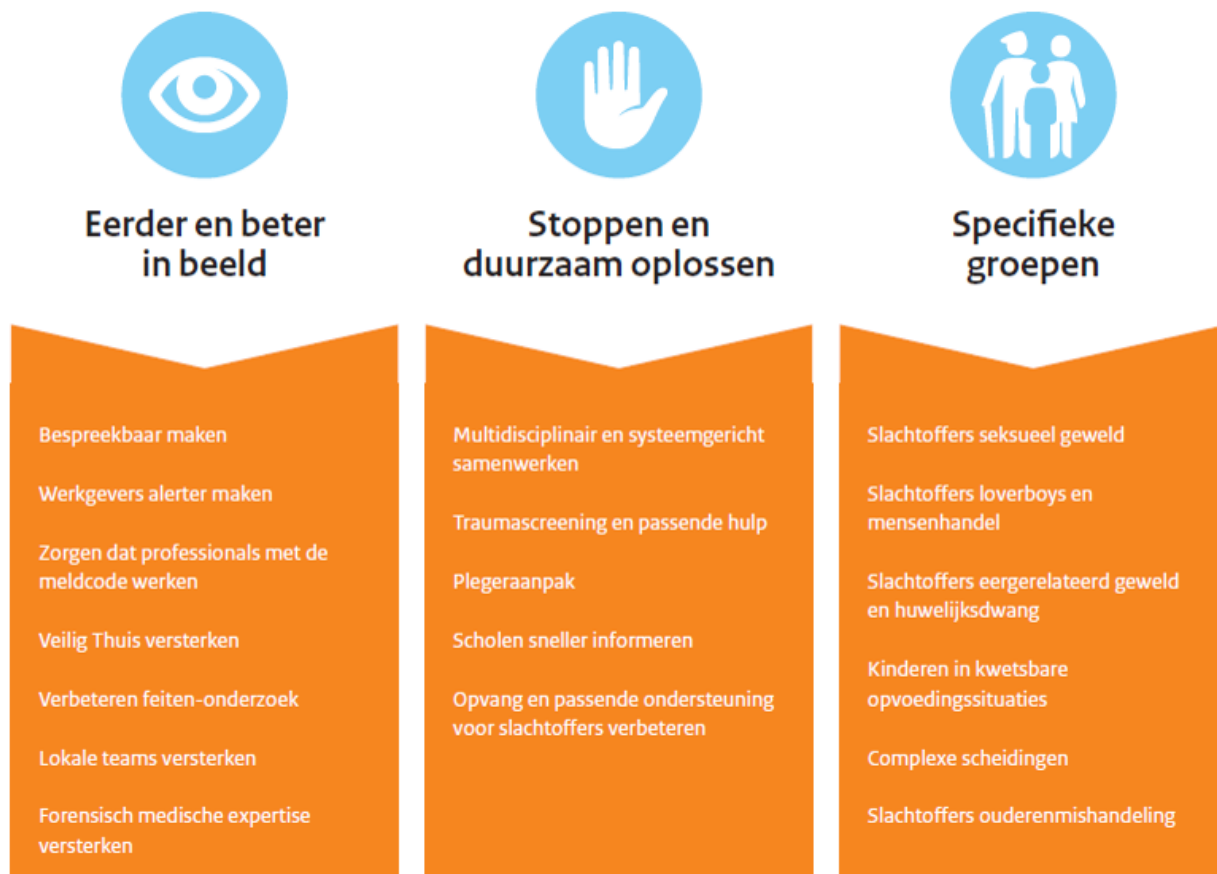 Eerder en beter
in beeld
Bespreekbaar maken
Werkgevers alerter maken
Zorgen dat professionals met de
meldcode werken
Veilig Thuis versterken
Verbeteren feiten-onderzoek
Lokale teams versterken
Forensisch medische expertise
versterken
Stoppen en
duurzaam oplossen
Multidisciplinair en systeemgericht
samenwerken
Traumascreening en passende hulp
Plegeraanpak
Scholen sneller informeren
Opvang en passende ondersteuning
voor slachtoffers verbeteren
Specifieke
groepen
Slachtoffers seksueel geweld
Slachtoffers loverboys en
mensenhandel
Slachtoffers eergerelateerd geweld
en huwelijksdwang
Kinderen in kwetsbare
opvoedingssituaties
Complexe scheidingen
Slachtoffers ouderenmishandeling